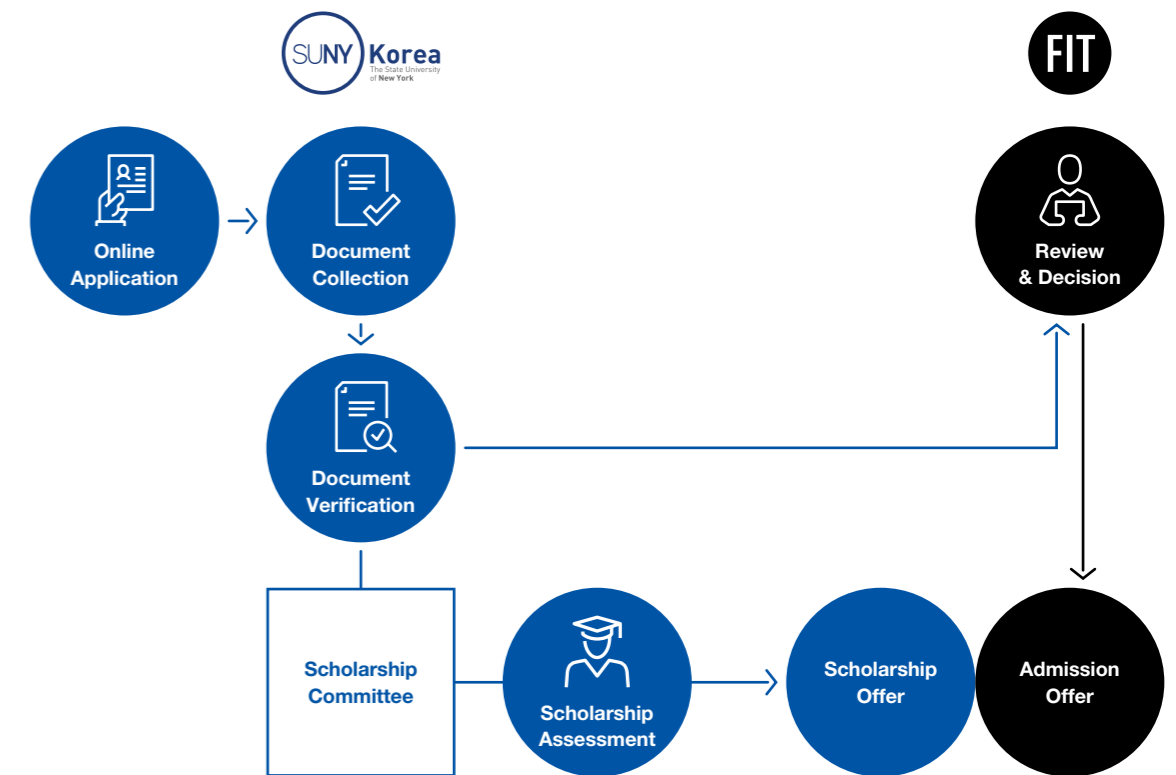 SUNY Korea
The State University
of New York
FIT
Online
Application
Document
Collection
Review
& Decision
Document
Verification
Scholarship
Committee
Scholarship
Assessment
Scholarship
Offer
Admission
Offer